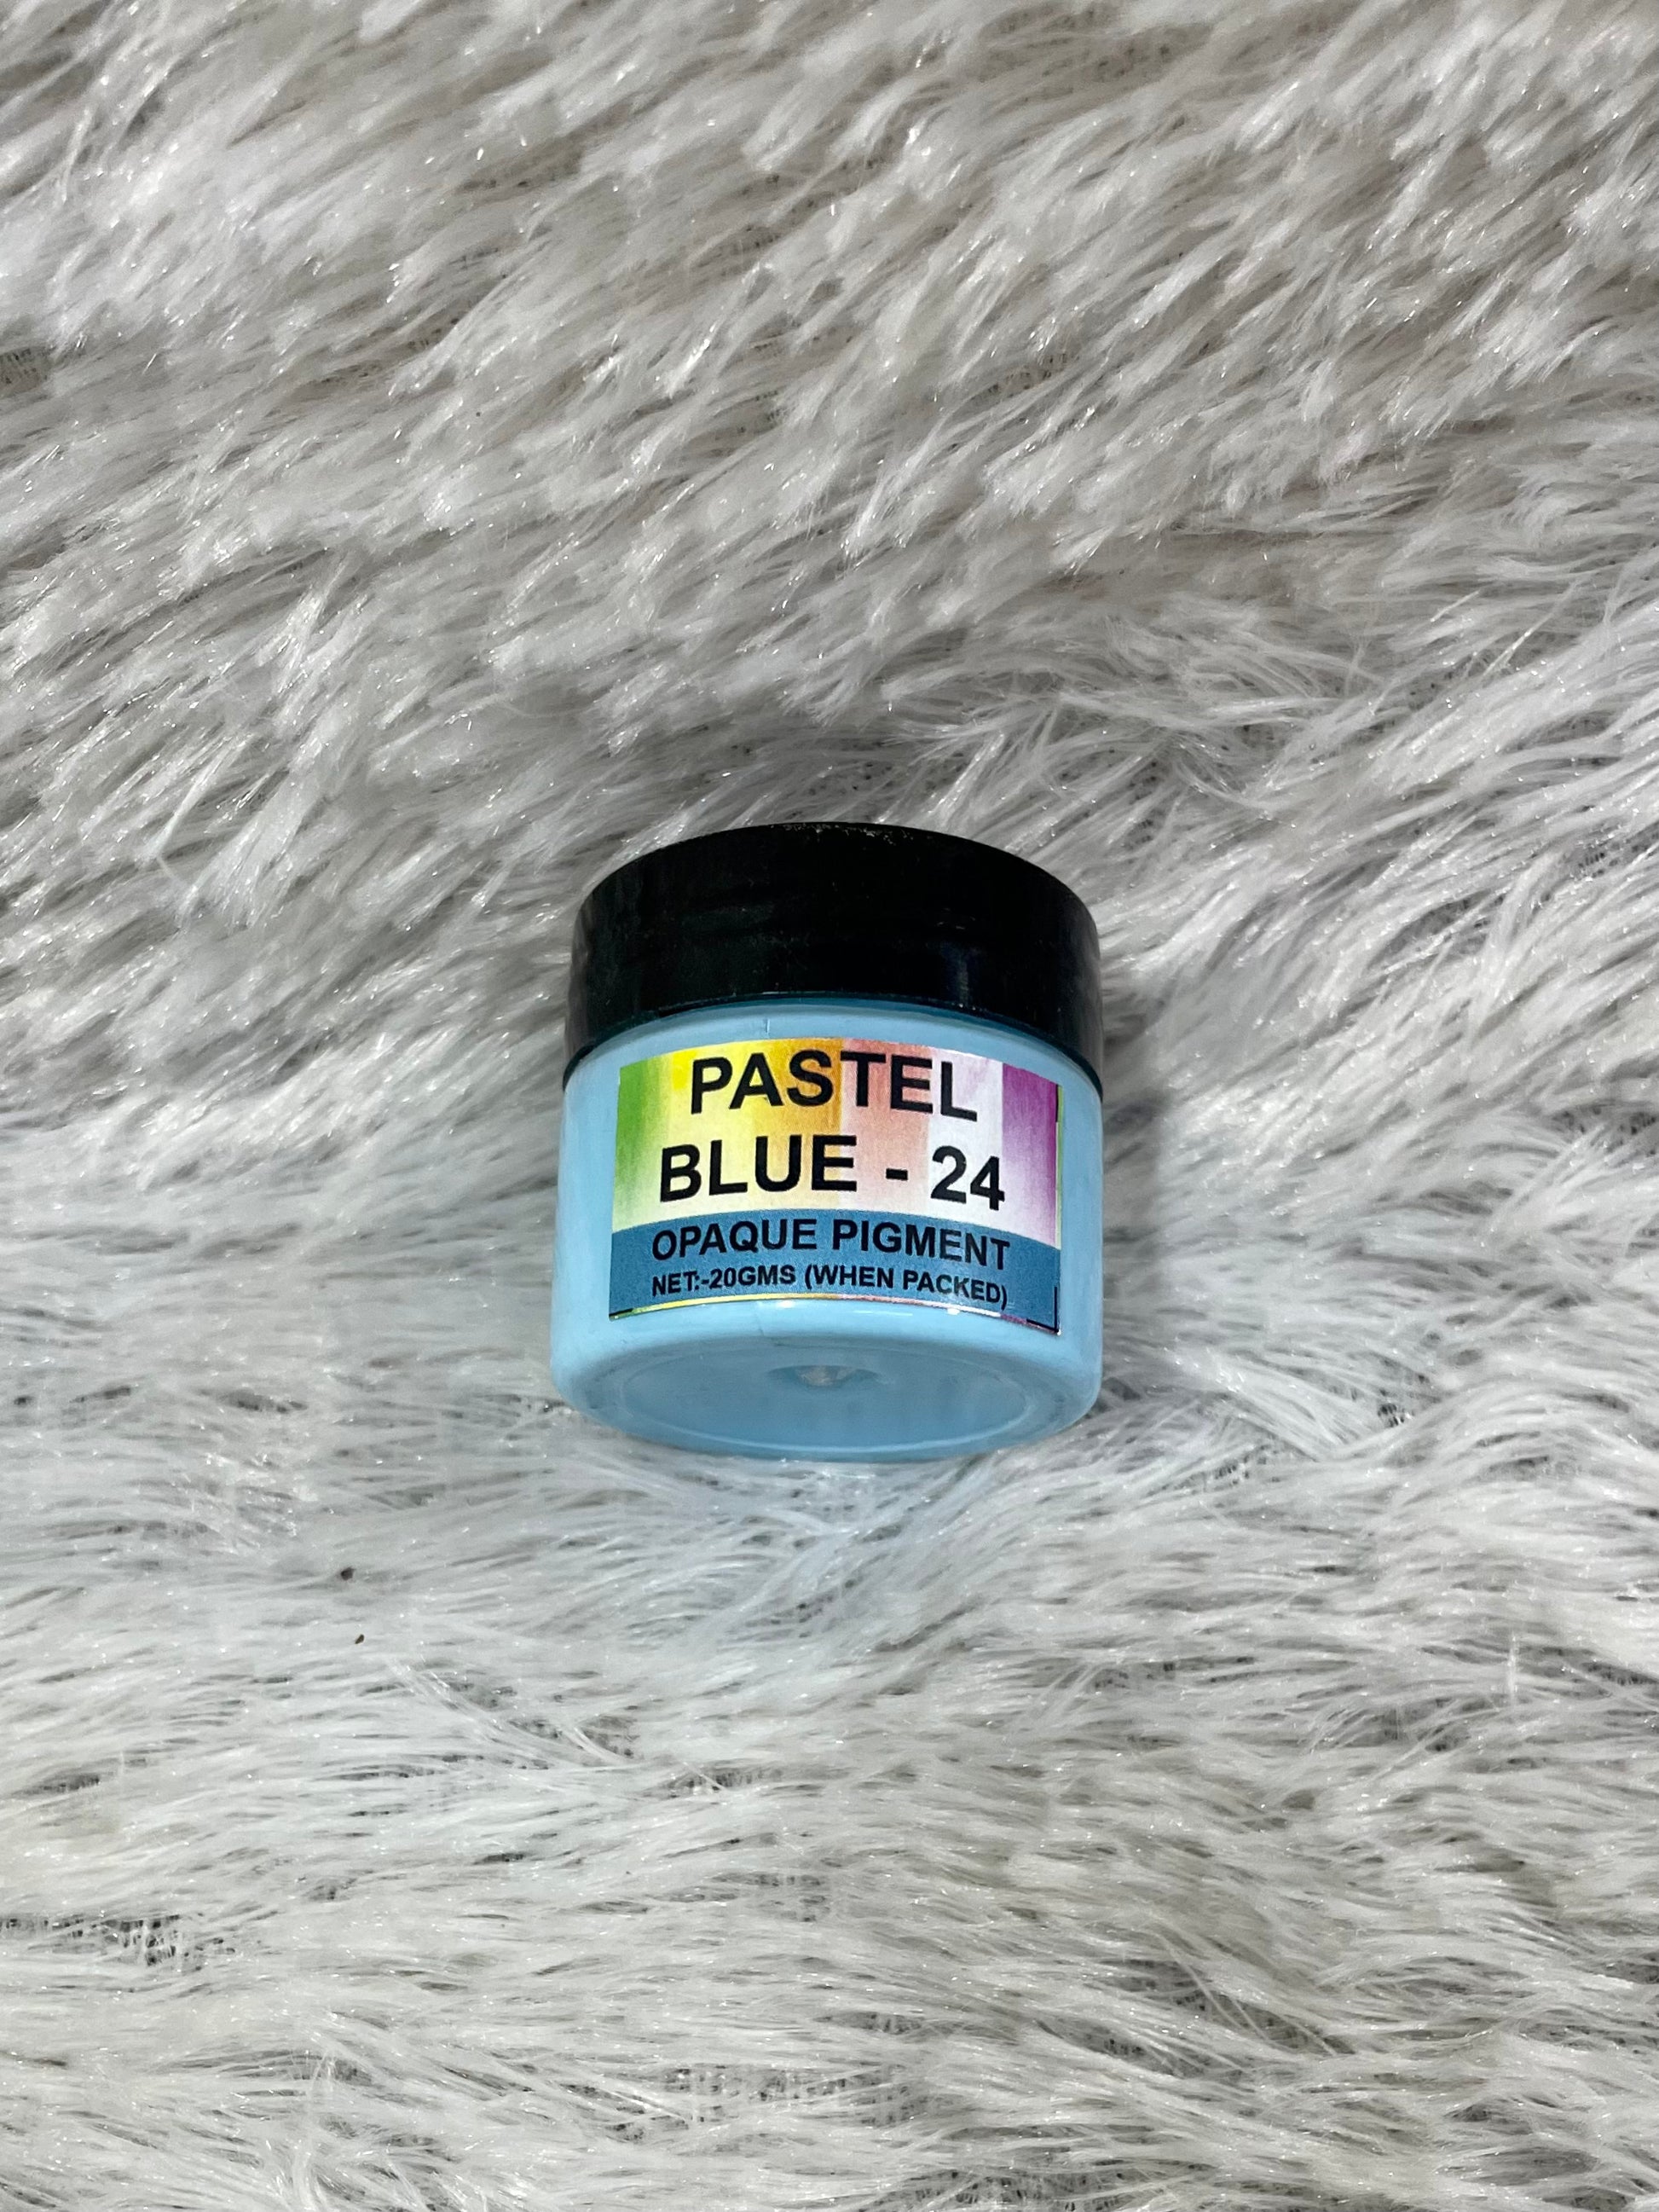 PASTEL
BLUE - 24
OPAQUE PIGMENT
NET:-20GMS (WHEN PACKED)